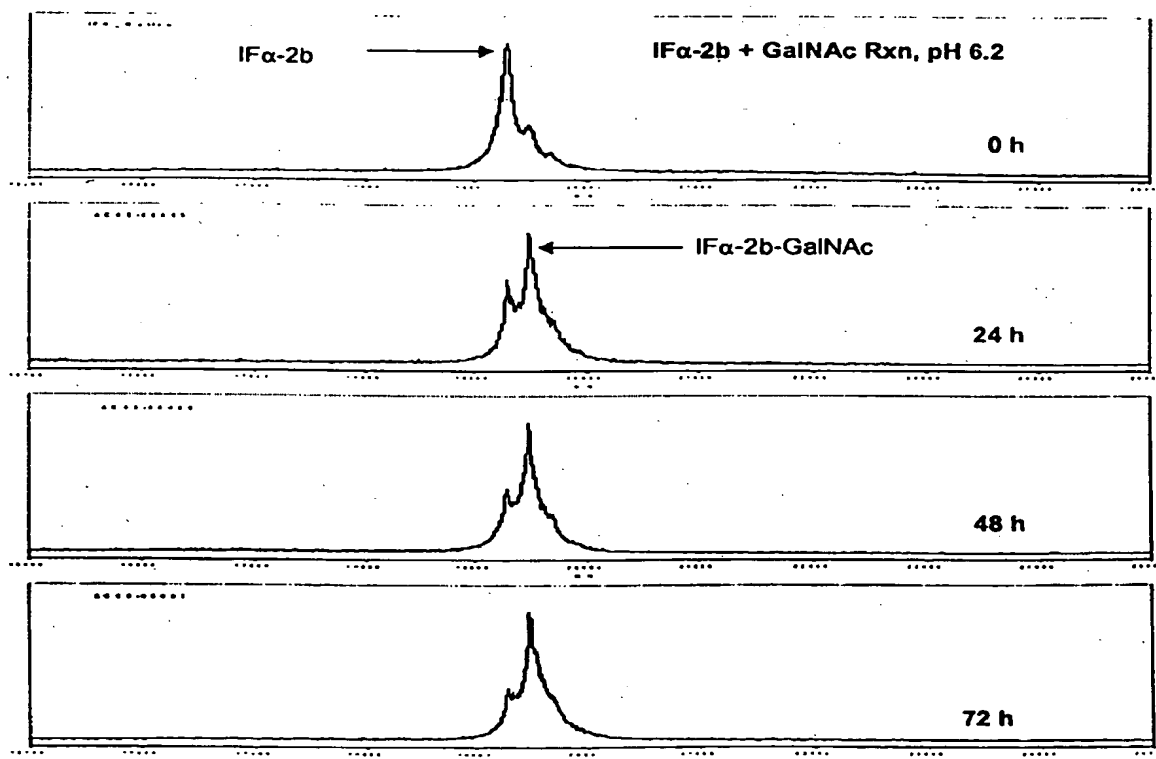 IFα-2b
IFα-2b + GalNAc Rxn, pH 6.2
0 h
IFα-2b-GalNAc
24 h
48 h
72 h